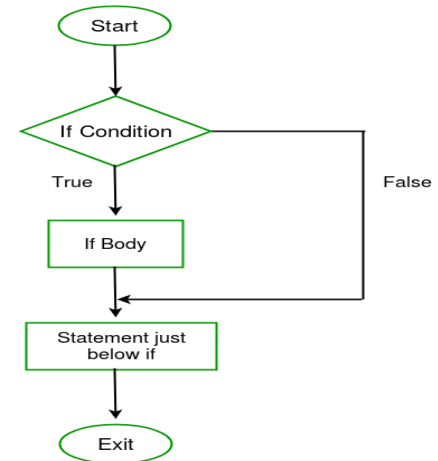 Start
If Condition
True
False
If Body
Statement just
below if
Exit